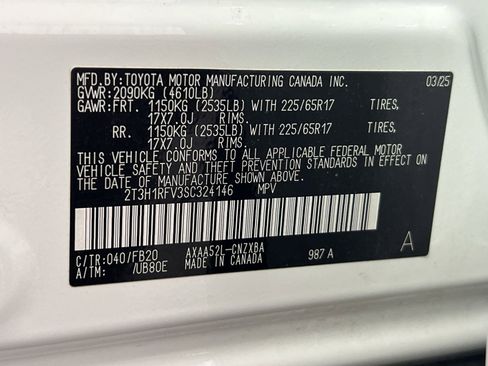 MFD.BY:TOYOTA MOTOR MANUFACTURING CANADA INC. 03/25
GVWR:2090KG (4610LB)
GAWR:FRT. 1150KG (2535LB) WITH 225/65R17 TIRES,
17X7.0J RIMS.
RR. 1150KG (2535LB) WITH 225/65R17 TIRES,
17X7.0J RIMS.
THIS VEHICLE CONFORMS TO ALL APPLICABLE FEDERAL MOTOR
VEHICLE SAFETY AND THEFT PREVENTION STANDARDS IN EFFECT
ON THE DATE OF MANUFACTURE SHOWN ABOVE.
2T3H1RFV3SC324146 MPV
C/TR:040/FB20 AXAA52L-CNZXBA 987 A A
A/TM: /UB80E MADE IN CANADA